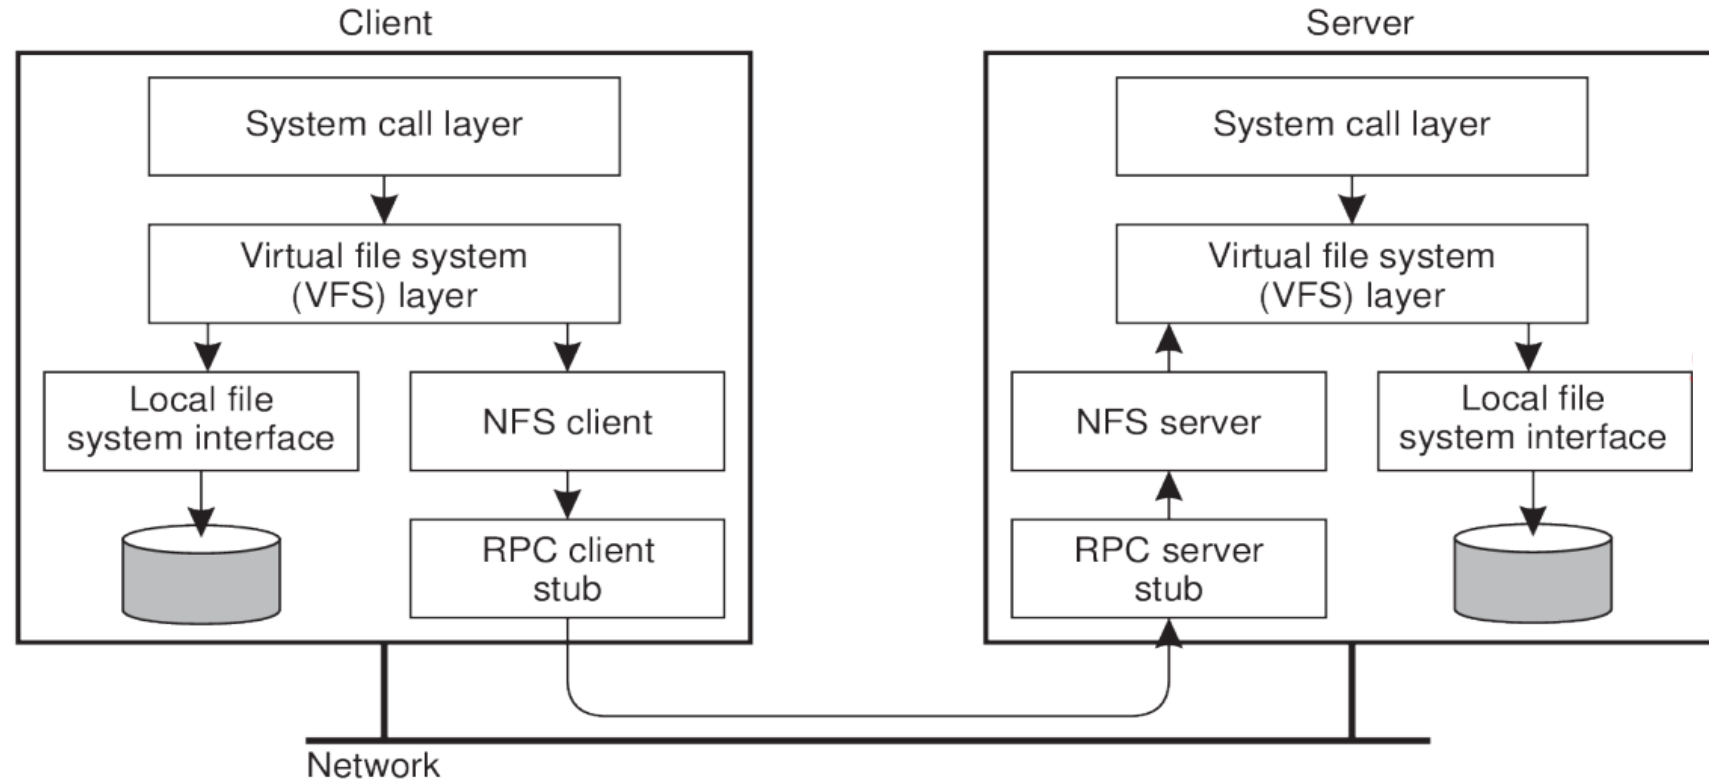 Client
Server
System call layer
System call layer
Virtual file system
(VFS) layer
Virtual file system
(VFS) layer
Local file
system interface
NFS client
NFS server
Local file
system interface
RPC client
stub
RPC server
stub
Network